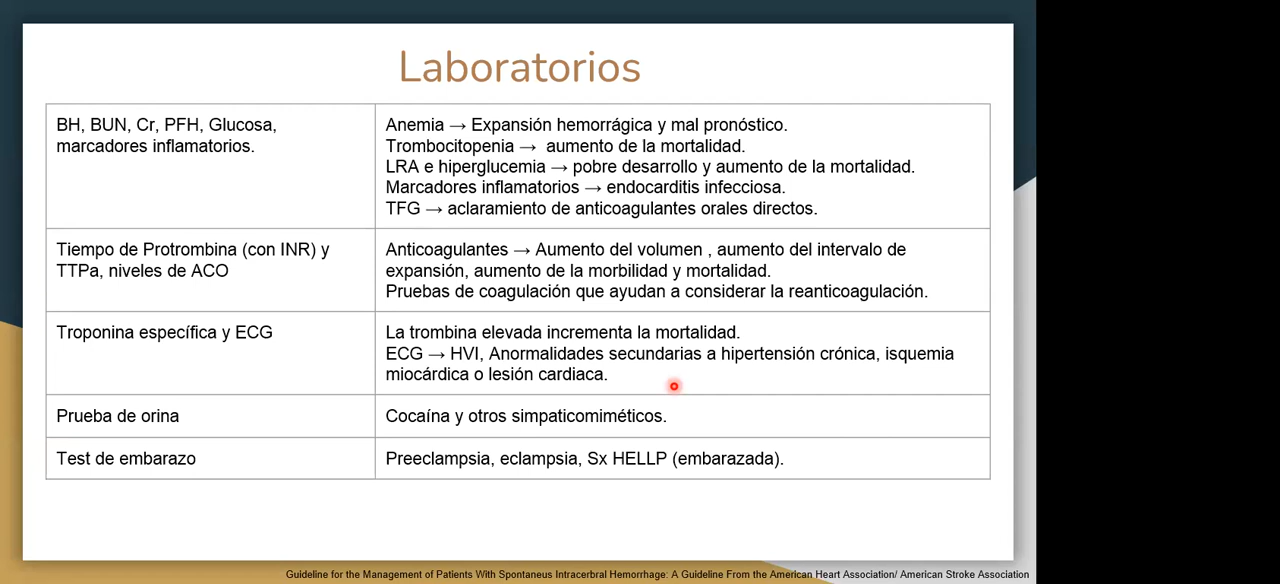 Laboratorios
BH, BUN, Cr, PFH, Glucosa,
marcadores inflamatorios.
Anemia → Expansión hemorrágica y mal pronóstico.
Trombocitopenia → aumento de la mortalidad.
LRA e hiperglucemia → pobre desarrollo y aumento de la mortalidad.
Marcadores inflamatorios → endocarditis infecciosa.
TFG → aclaramiento de anticoagulantes orales directos.
Tiempo de Protrombina (con INR) y
TTPa, niveles de ACO
Anticoagulantes → Aumento del volumen , aumento del intervalo de
expansión, aumento de la morbilidad y mortalidad.
Pruebas de coagulación que ayudan a considerar la reanticoagulación.
Troponina específica y ECG
La trombina elevada incrementa la mortalidad.
ECG → HVI, Anormalidades secundarias a hipertensión crónica, isquemia
miocárdica o lesión cardiaca.
Prueba de orina
Cocaína y otros simpaticomiméticos.
Test de embarazo
Preeclampsia, eclampsia, Sx HELLP (embarazada).
Guideline for the Management of Patients With Spontaneus Intracerbral Hemorrhage: A Guideline From the American Heart Association/ American Stroke Association